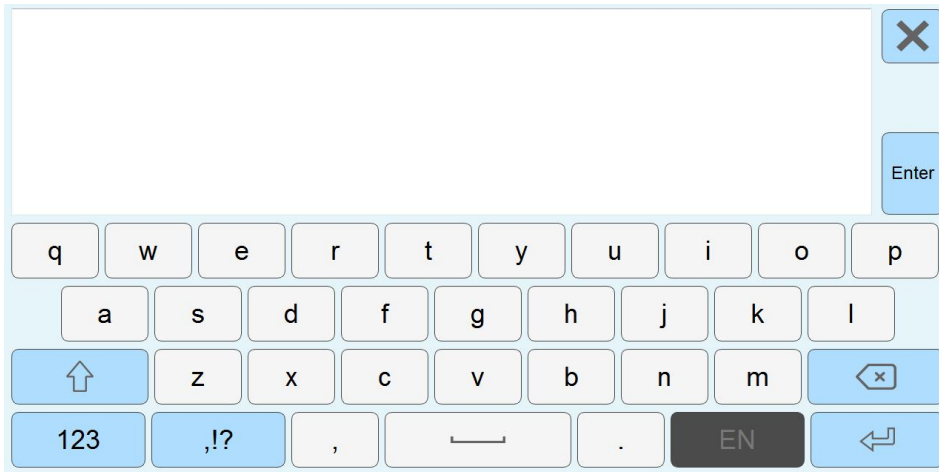 Enter
q w e r t y u i o p
a s d f g h j k l
z x c v b n m
123 ,!? , . EN